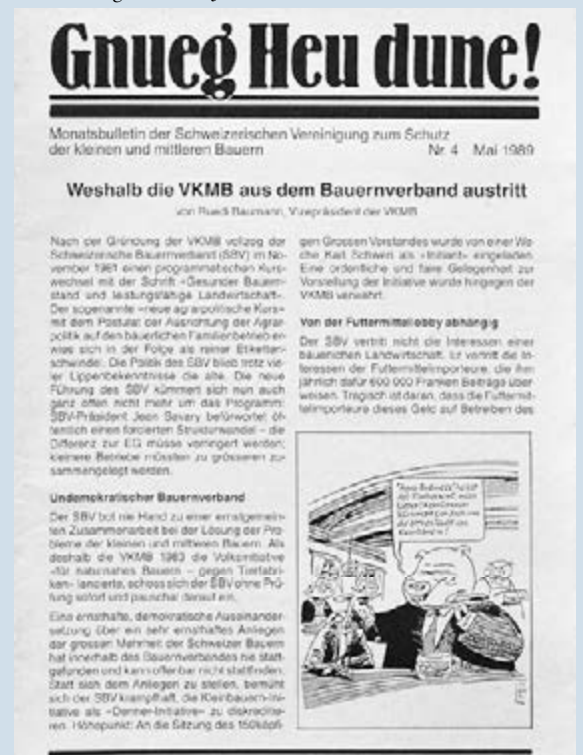 Gnueg Heu dune!
Monatsbulletin der Schweizerischen Vereinigung zum Schutz
der kleinen und mittleren Bauern Nr. 4 Mai 1989
Weshalb die VKMB aus dem Bauernverband austritt
von Ruedi Baumann, Vizepräsident der VKMB
Nach der Gründung der VKMB vollzog der
Schweizerische Bauernverband (SBV) im No-
vember 1981 einen programmatischen Kurs-
wechsel mit der Schrift «Gesunder Bauern-
stand und leistungsfähige Landwirtschaft».
Der sogenannte «neue agrarpolitische Kurs»
mit dem Postulat der Ausrichtung der Agrar-
politik auf den bäuerlichen Familienbetrieb er-
wies sich in der Folge als reiner Etiketten-
schwindel. Die Politik des SBV blieb trotz vie-
ler Lippenbekenntnisse die alte. Die neue
Führung des SBV kümmert sich nun auch
ganz offen nicht mehr um das Programm:
SBV-Präsident Jean Savary befürwortet öf-
fentlich einen forcierten Strukturwandel – die
Differenz zur EG müsse verringert werden;
kleinere Betriebe müssten zu grösseren zu-
sammengelegt werden.
Undemokratischer Bauernverband
Der SBV bot nie Hand zu einer ernstgemein-
ten Zusammenarbeit bei der Lösung der Pro-
bleme der kleinen und mittleren Bauern. Als
deshalb die VKMB 1983 die Volksinitiative
«für naturnahes Bauern – gegen Tierfabri-
ken» lancierte, schoss sich der SBV ohne Prü-
fung sofort und pauschal darauf ein.
Eine ernsthafte, demokratische Auseinander-
setzung über ein sehr ernsthaftes Anliegen
der grossen Mehrheit der Schweizer Bauern
hat innerhalb des Bauernverbandes nie statt-
gefunden und kann offenbar nicht stattfinden.
Statt sich dem Anliegen zu stellen, bemüht
sich der SBV krampfhaft, die Kleinbauern-Ini-
tiative als «Denner-Initiative» zu diskreditie-
ren. Höhepunkt: An die Sitzung des 150köpfi-
gen Grossen Vorstandes wurde von einer Wo-
che Karl Schweri als «Initiant» eingeladen.
Eine ordentliche und faire Gelegenheit zur
Vorstellung der Initiative wurde hingegen der
VKMB verwehrt.
Von der Futtermittellobby abhängig
Der SBV vertritt nicht die Interessen einer
bäuerlichen Landwirtschaft. Er vertritt die In-
teressen der Futtermittelimporteure, die ihm
jährlich dafür 600 000 Franken Beiträge über-
weisen. Tragisch ist daran, dass die Futtermit-
telimporteure dieses Geld auf Betreiben des